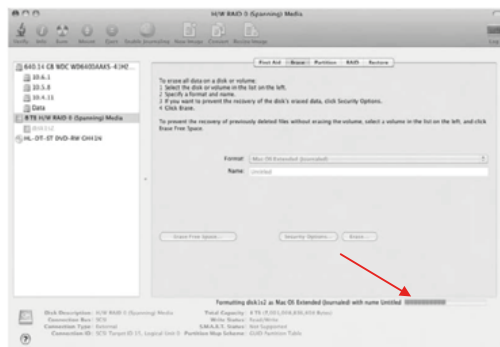 H/W RAID 0 (Spanning) Media
Verify Info Burn Mount Eject Enable Journaling New Image Convert Resize Image
Log
First Aid Erase Partition RAID Restore
640.14 GB WDC WD6400AAKS-41H2...
10.6.1
10.5.8
10.4.11
Data
8 TB H/W RAID 0 (Spanning) Media
disk1s2
HL-DT-ST DVD-RW GH41N
To erase all data on a disk or volume:
1 Select the disk or volume in the list on the left.
2 Specify a format and name.
3 If you want to prevent the recovery of the disk's erased data, click Security Options.
4 Click Erase.
To prevent the recovery of previously deleted files without erasing the volume, select a volume in the list on the left, and click
Erase Free Space.
Format: Mac OS Extended (Journaled)
Name: Untitled
Erase Free Space... Security Options... Erase...
Formatting disk1s2 as Mac OS Extended (Journaled) with name Untitled
Disk Description: H/W RAID 0 (Spanning) Media
Total Capacity:
Connection Bus:
Write Status: Read/Write
Connection Type: External
S.M.A.R.T. Status: Not Supported
Connection ID: Logical Unit 0
Partition Map Scheme: GUID Partition Table